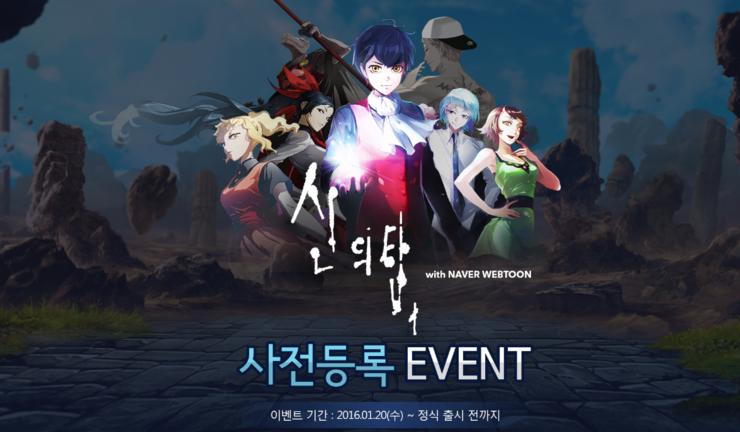 신의탑
with NAVER WEBTOON
사전등록 EVENT
이벤트 기간 : 2016.01.20(수) ~ 정식 출시 전까지